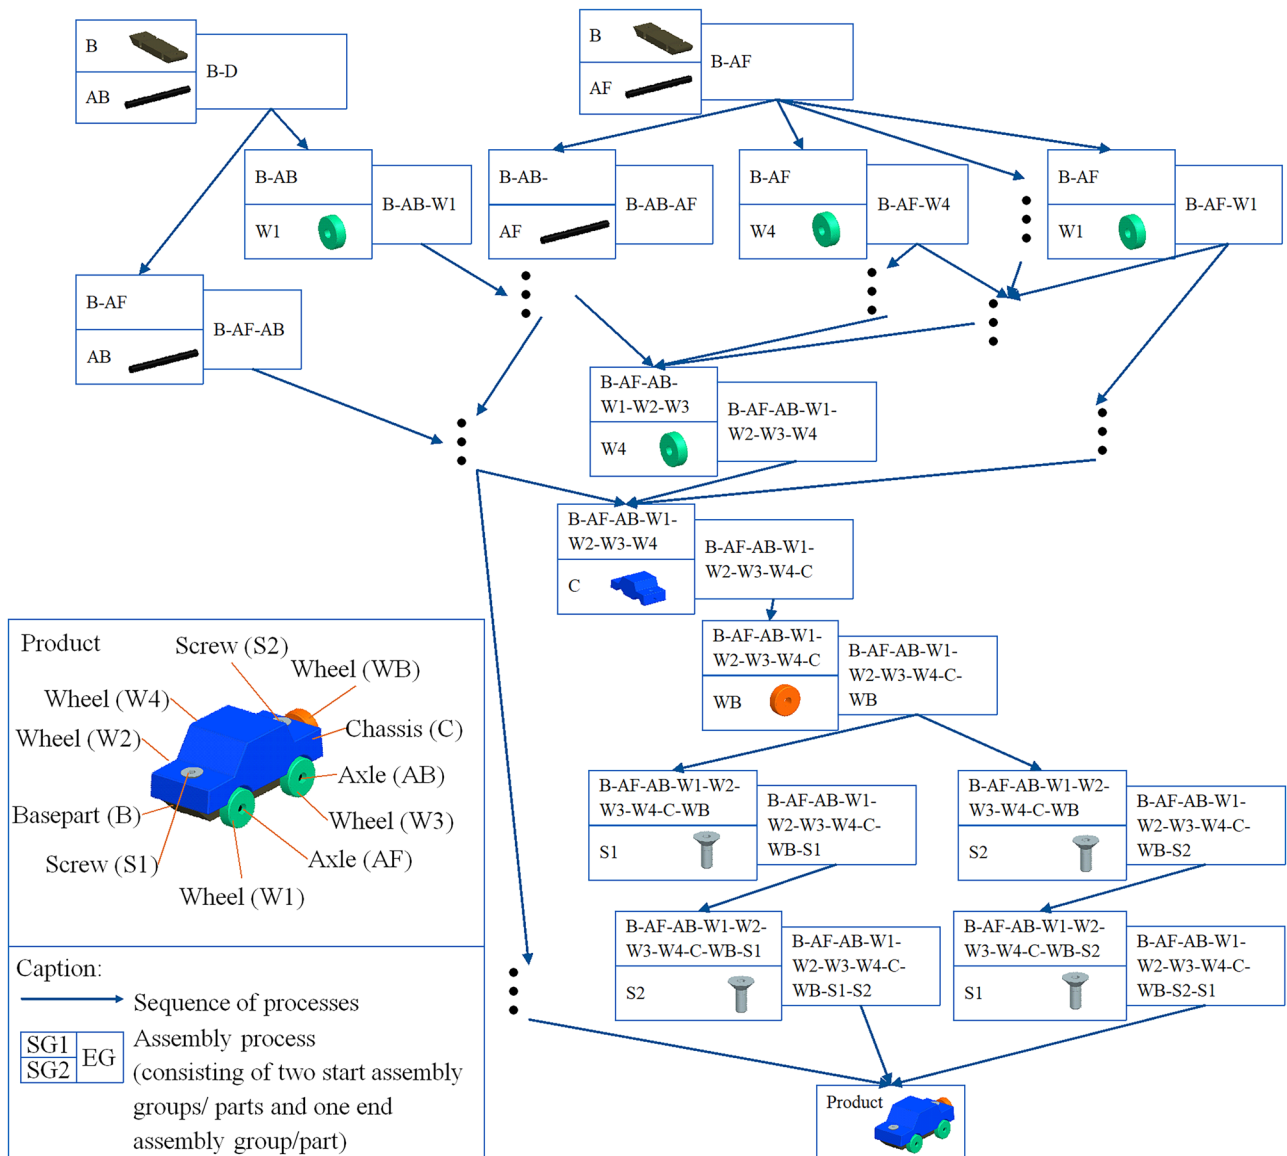 B
AB
B-D
B
AF
B-AF
B-AB
W1
B-AB-W1
B-AB-
AF
B-AB-AF
B-AF
W4
B-AF-W4
B-AF
W1
B-AF-W1
B-AF
AB
B-AF-AB
B-AF-AB-
W1-W2-W3
W4
B-AF-AB-W1-
W2-W3-W4
B-AF-AB-W1-
W2-W3-W4
C
B-AF-AB-W1-
W2-W3-W4-C
B-AF-AB-W1-
W2-W3-W4-C
WB
B-AF-AB-W1-
W2-W3-W4-C-
WB
B-AF-AB-W1-W2-
W3-W4-C-WB
S1
B-AF-AB-W1-
W2-W3-W4-C-
WB-S1
B-AF-AB-W1-W2-
W3-W4-C-WB
S2
B-AF-AB-W1-
W2-W3-W4-C-
WB-S2
B-AF-AB-W1-W2-
W3-W4-C-WB-S1
S2
B-AF-AB-W1-
W2-W3-W4-C-
WB-S1-S2
B-AF-AB-W1-W2-
W3-W4-C-WB-S2
S1
B-AF-AB-W1-
W2-W3-W4-C-
WB-S2-S1
Product
Product
Screw (S2)
Wheel (WB)
Wheel (W4)
Chassis (C)
Wheel (W2)
Axle (AB)
Basepart (B)
Wheel (W3)
Screw (S1)
Axle (AF)
Wheel (W1)
Caption:
Sequence of processes
SG1
SG2
EG
Assembly process
(consisting of two start assembly
groups/ parts and one end
assembly group/part)